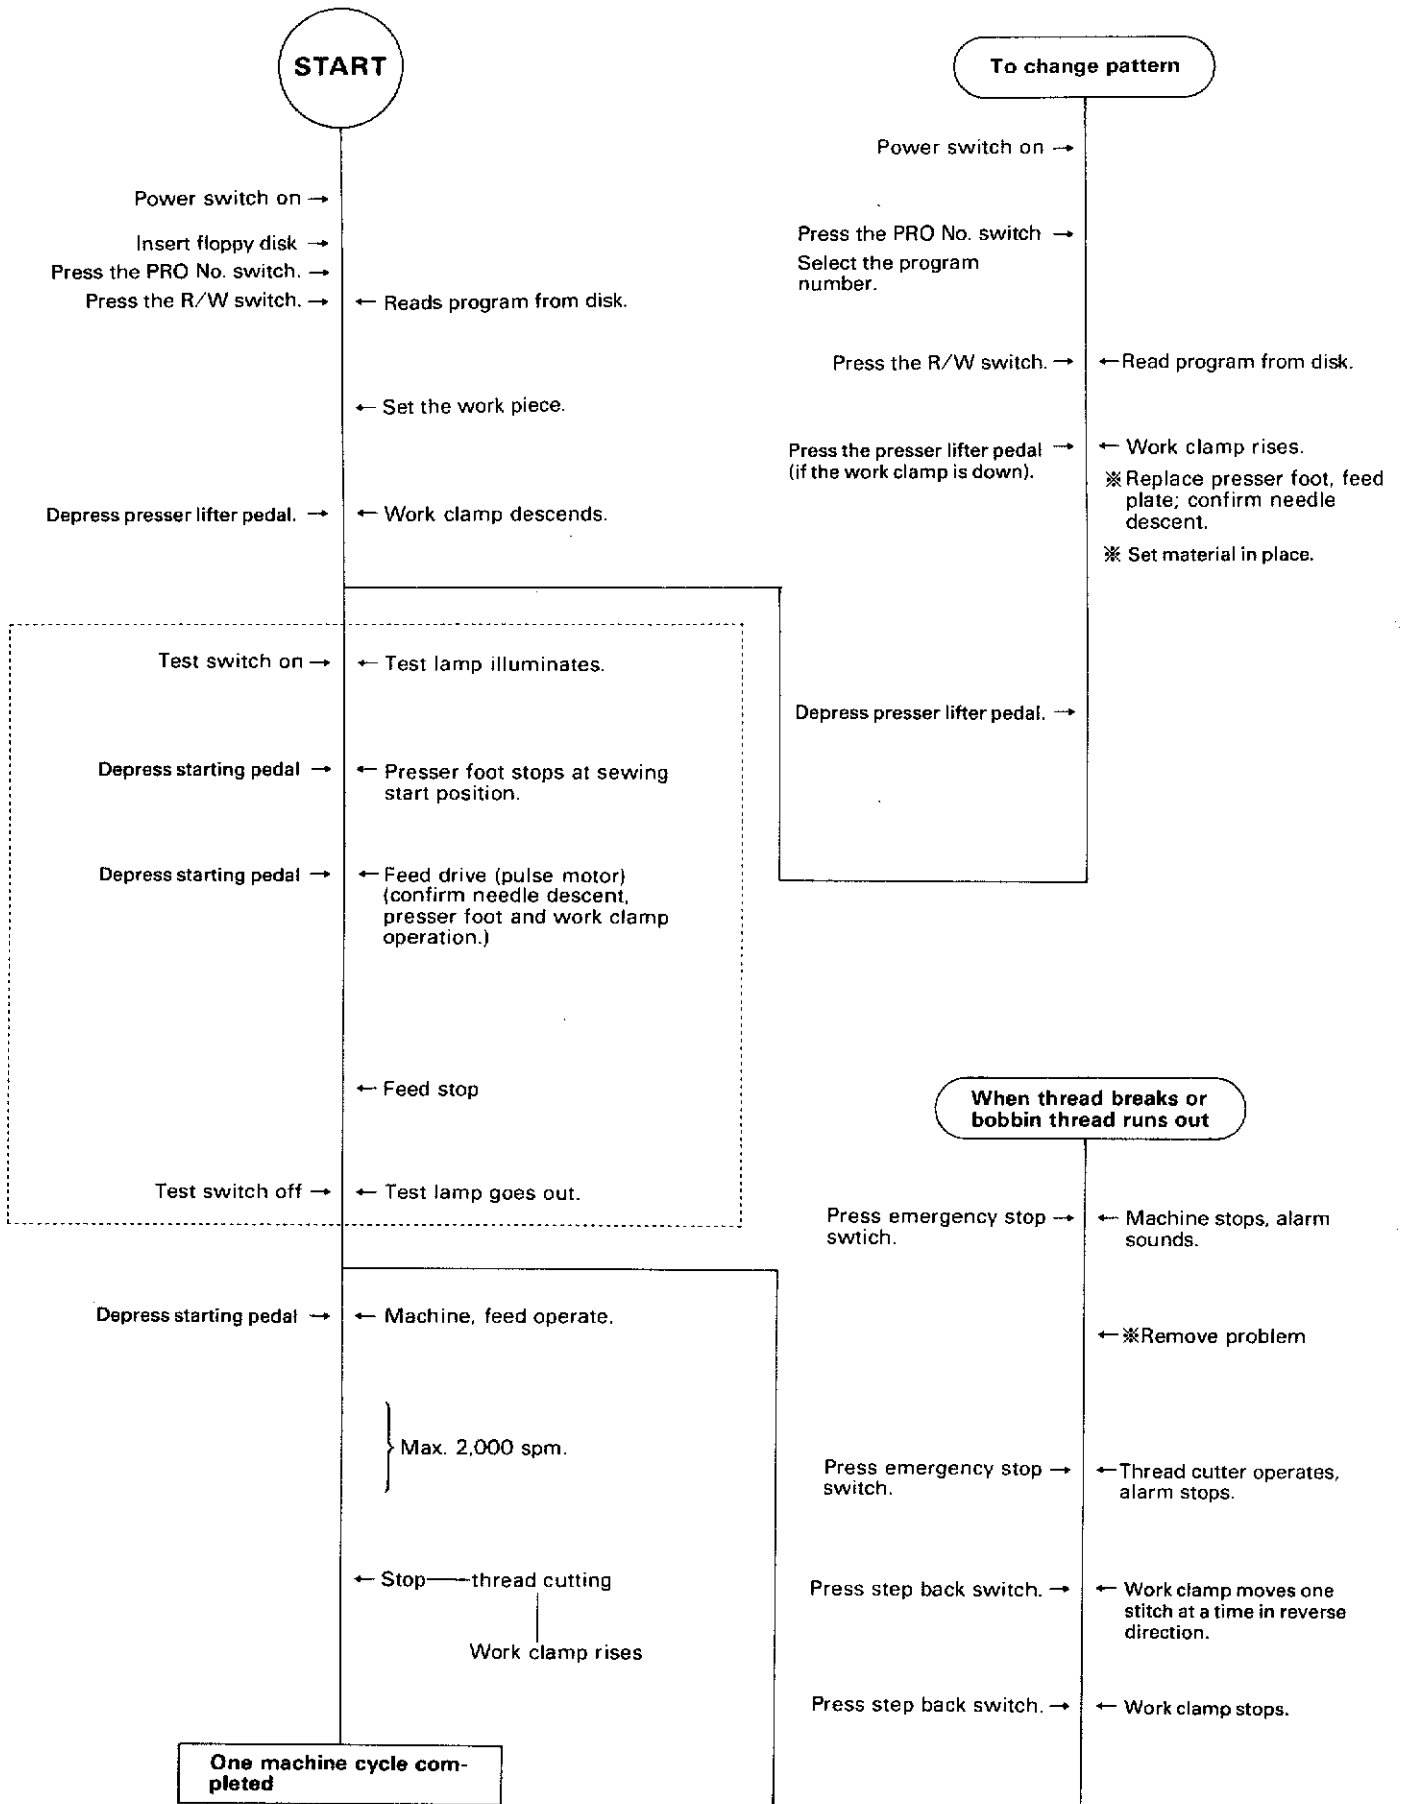 START
Power switch on →
Insert floppy disk →
Press the PRO No. switch. →
Press the R/W switch. →
← Reads program from disk.
← Set the work piece.
Depress presser lifter pedal. →
← Work clamp descends.
Test switch on →
← Test lamp illuminates.
Depress starting pedal →
← Presser foot stops at sewing
start position.
Depress starting pedal →
← Feed drive (pulse motor)
(confirm needle descent,
presser foot and work clamp
operation.)
← Feed stop
Test switch off →
← Test lamp goes out.
Depress starting pedal →
← Machine, feed operate.
Max. 2,000 spm.
← Stop — thread cutting
Work clamp rises
One machine cycle com-
pleted
To change pattern
Power switch on →
Press the PRO No. switch →
Select the program
number.
Press the R/W switch. →
← Read program from disk.
Press the presser lifter pedal →
(if the work clamp is down).
← Work clamp rises.
※ Replace presser foot, feed
plate; confirm needle
descent.
※ Set material in place.
Depress presser lifter pedal. →
When thread breaks or
bobbin thread runs out
Press emergency stop →
swtich.
← Machine stops, alarm
sounds.
← ※Remove problem
Press emergency stop →
switch.
← Thread cutter operates,
alarm stops.
Press step back switch. →
← Work clamp moves one
stitch at a time in reverse
direction.
Press step back switch. →
← Work clamp stops.